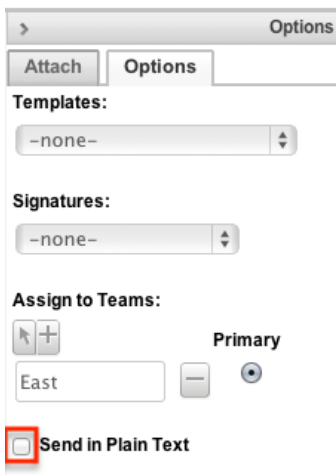 Options
Attach Options
Templates:
-none-
Signatures:
-none-
Assign to Teams:
Primary
East
Send in Plain Text